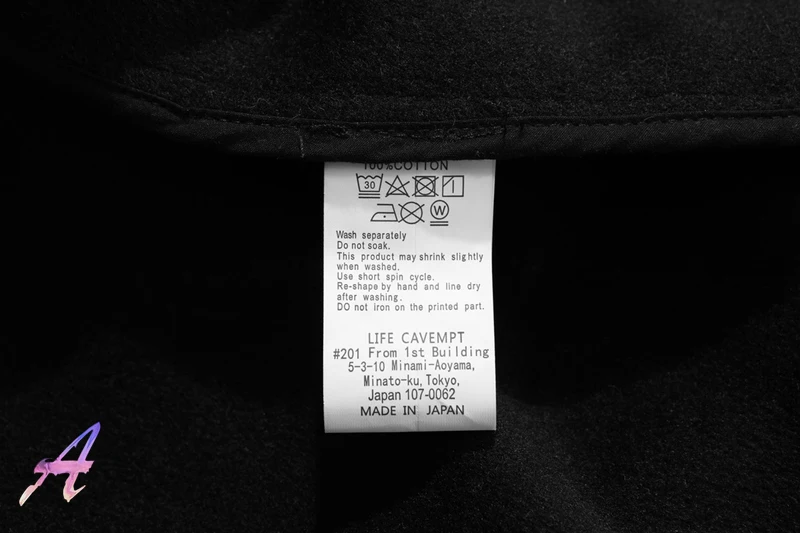 100%COTTON
30
W
Wash separately
Do not soak.
This product may shrink slightly
when washed.
Use short spin cycle.
Re-shape by hand and line dry
after washing.
DO not iron on the printed part.
LIFE CAVEMPT
#201 From 1st Building
5-3-10 Minami-Aoyama,
Minato-ku, Tokyo,
Japan 107-0062
MADE IN JAPAN
A